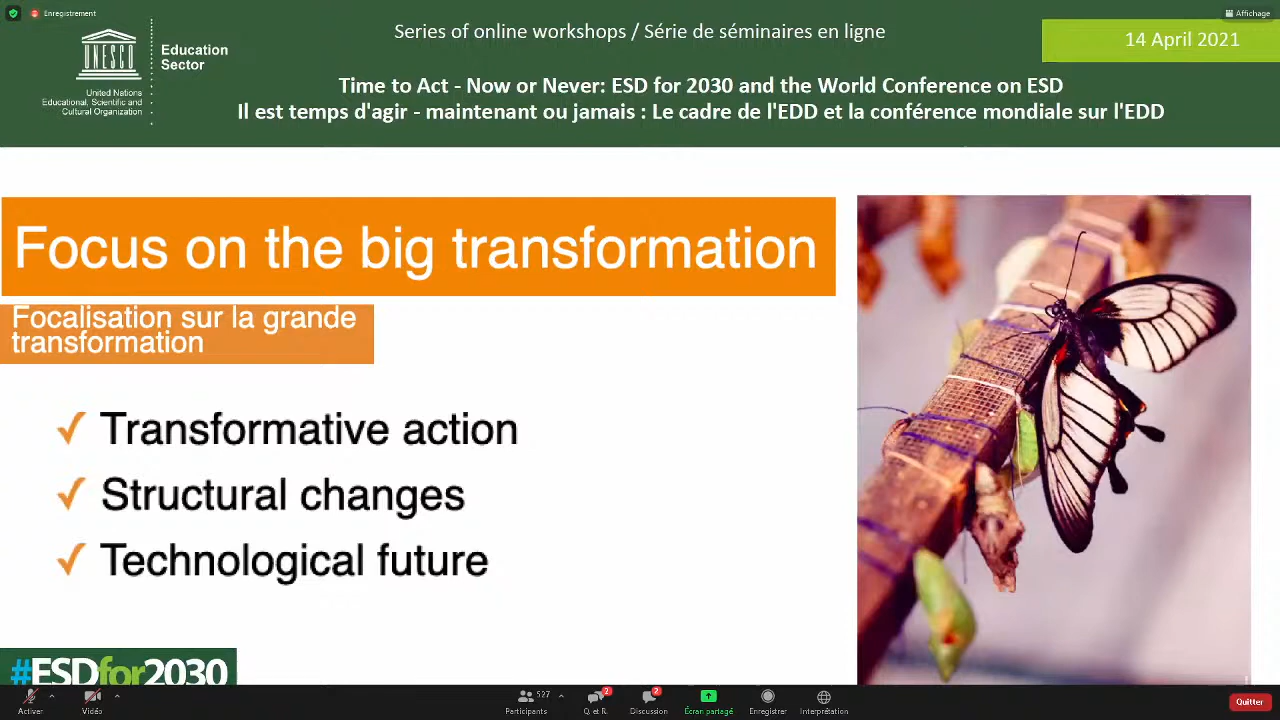 Enregistrement
Affichage
UNESCO
Education
Sector
United Nations
Educational, Scientific and
Cultural Organization
Series of online workshops / Série de séminaires en ligne
14 April 2021
Time to Act - Now or Never: ESD for 2030 and the World Conference on ESD
Il est temps d'agir - maintenant ou jamais : Le cadre de l'EDD et la conférence mondiale sur l'EDD
Focus on the big transformation
Focalisation sur la grande
transformation
✓ Transformative action
✓ Structural changes
✓ Technological future
#ESDfor2030
Activer
Vidéo
527
Participants
2
Q. et R.
2
Discussion
Écran partagé
Enregistrer
Interprétation
Quitter